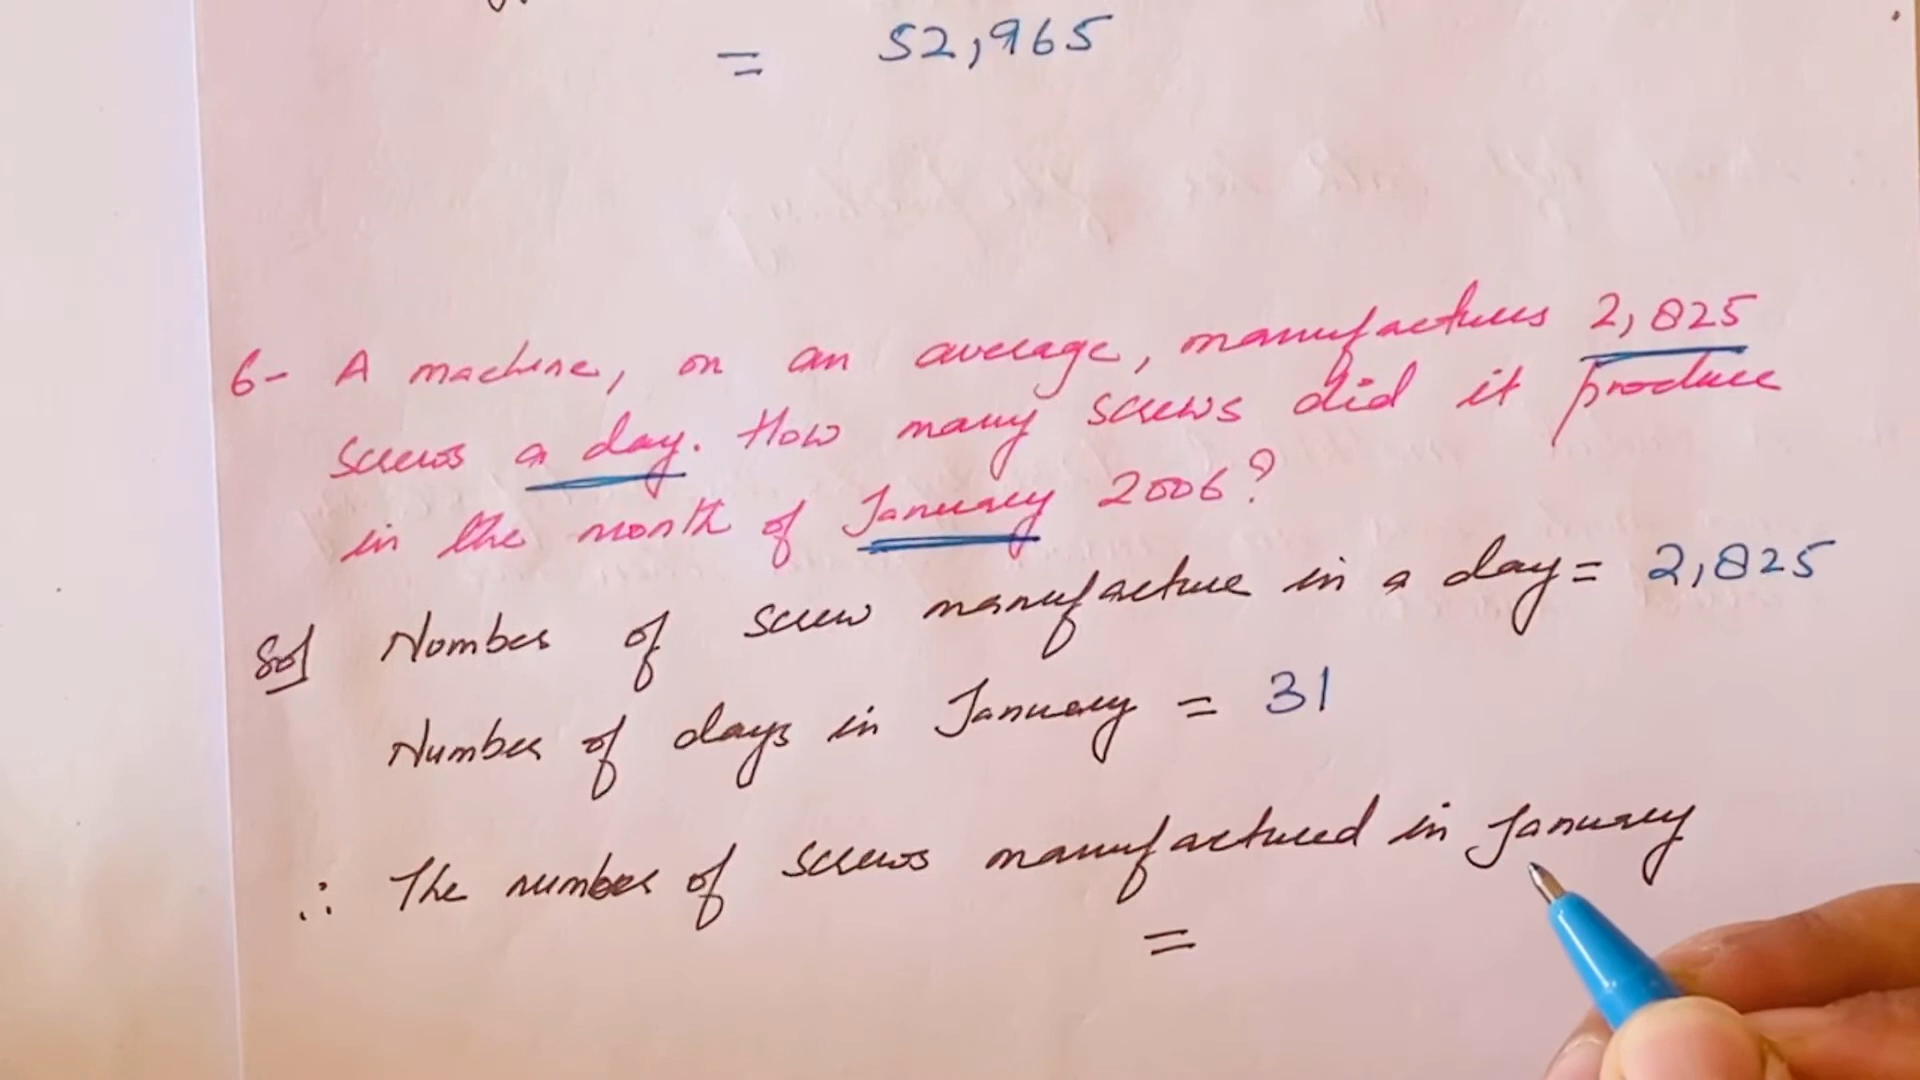 = 52,965
6- A machine, on an average, manufactures 2,825
screws a day. How many screws did it produce
in the month of January 2006?
Sol Number of screw manufacture in a day = 2,825
Number of days in January = 31
∴ The number of screws manufactured in January
=